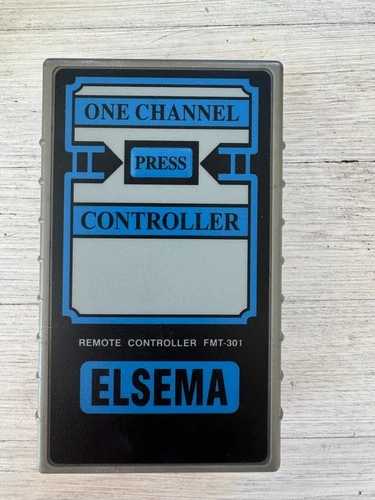 ONE CHANNEL
PRESS
CONTROLLER
REMOTE CONTROLLER FMT-301
ELSEMA